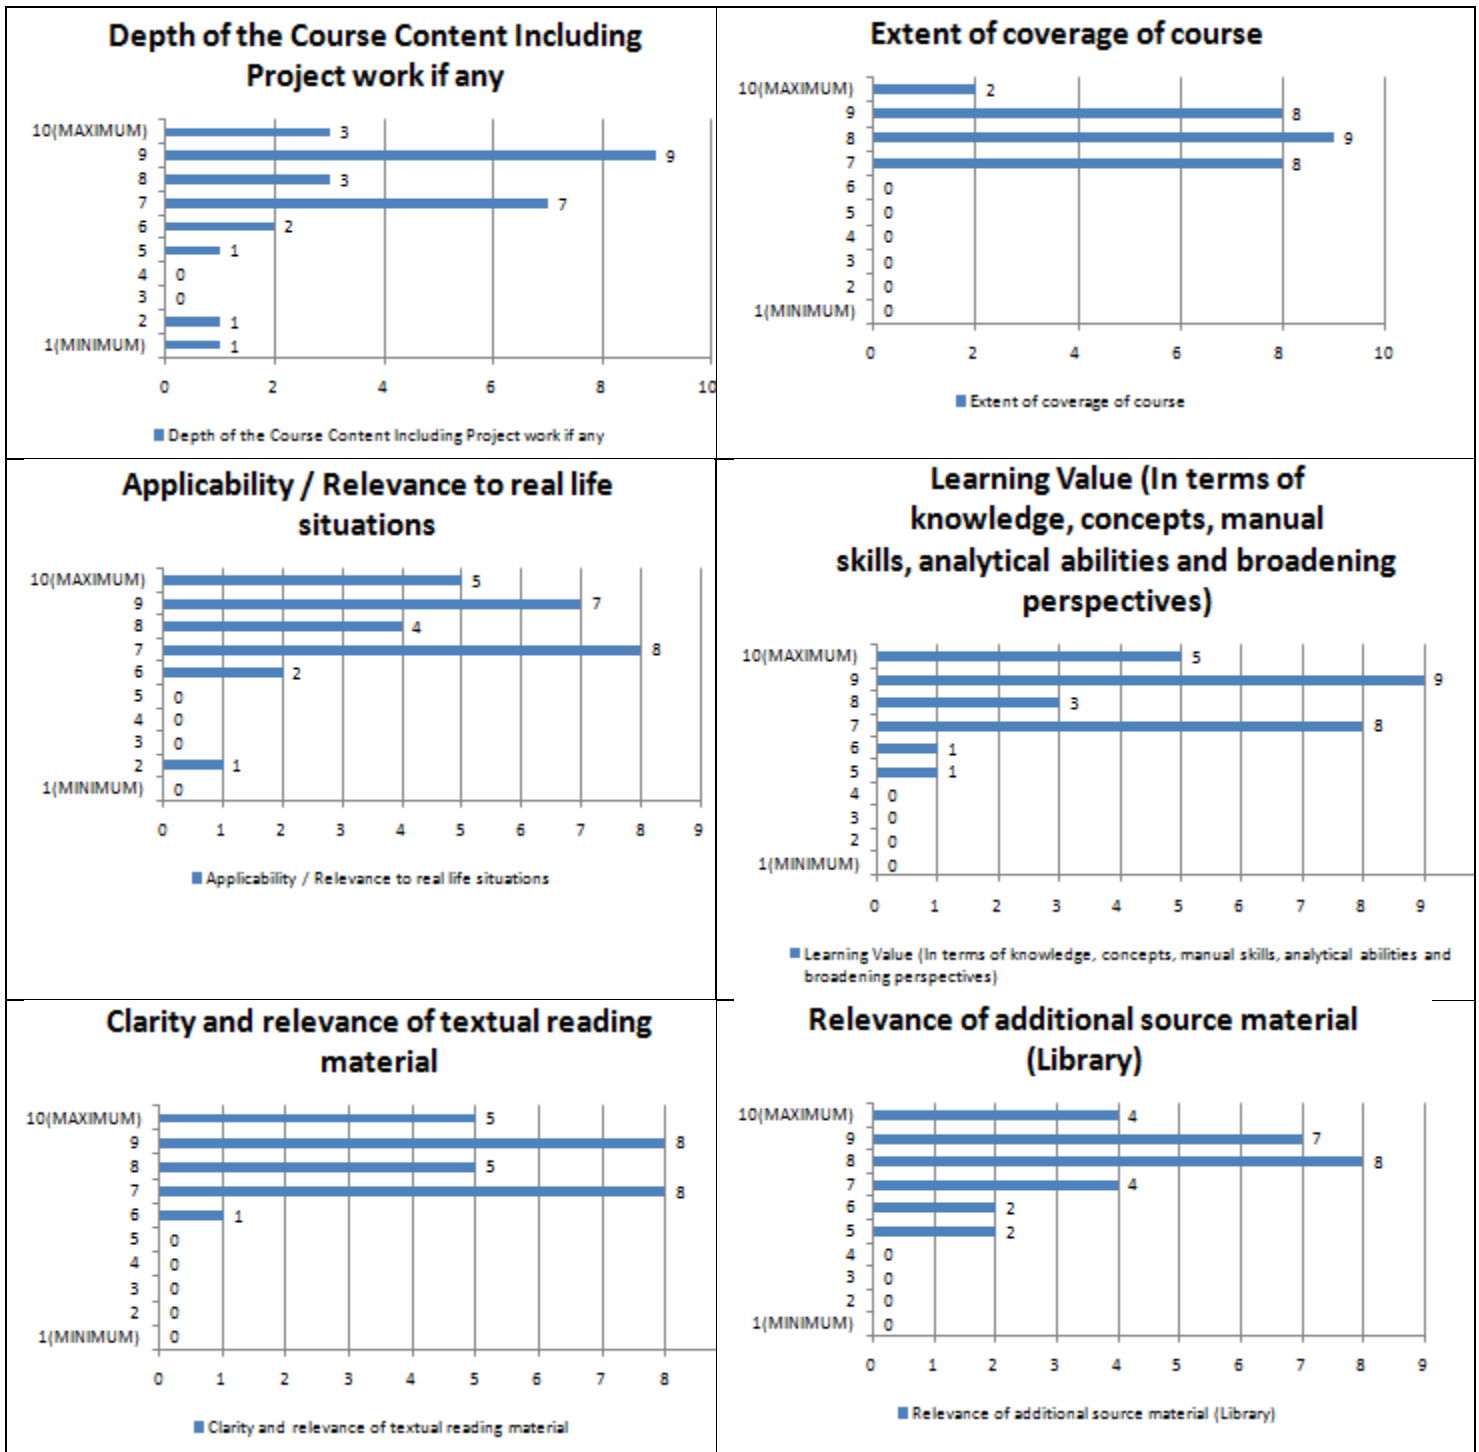 Depth of the Course Content Including
Project work if any
10(MAXIMUM) 3
9 9
8 3
7 7
6 2
5 1
4 0
3 0
2 1
1(MINIMUM) 1
0 2 4 6 8 10
Depth of the Course Content Including Project work if any
Extent of coverage of course
10(MAXIMUM) 2
9 8
8 9
7 8
6 0
5 0
4 0
3 0
2 0
1(MINIMUM) 0
0 2 4 6 8 10
Extent of coverage of course
Applicability / Relevance to real life
situations
10(MAXIMUM) 5
9 7
8 4
7 8
6 2
5 0
4 0
3 0
2 1
1(MINIMUM) 0
0 1 2 3 4 5 6 7 8 9
Applicability / Relevance to real life situations
Learning Value (In terms of
knowledge, concepts, manual
skills, analytical abilities and broadening
perspectives)
10(MAXIMUM) 5
9 9
8 3
7 8
6 1
5 1
4 0
3 0
2 0
1(MINIMUM) 0
0 1 2 3 4 5 6 7 8 9
Learning Value (In terms of knowledge, concepts, manual skills, analytical abilities and
broadening perspectives)
Clarity and relevance of textual reading
material
10(MAXIMUM) 5
9 8
8 5
7 8
6 1
5 0
4 0
3 0
2 0
1(MINIMUM) 0
0 1 2 3 4 5 6 7 8
Clarity and relevance of textual reading material
Relevance of additional source material
(Library)
10(MAXIMUM) 4
9 7
8 8
7 4
6 2
5 2
4 0
3 0
2 0
1(MINIMUM) 0
0 1 2 3 4 5 6 7 8 9
Relevance of additional source material (Library)